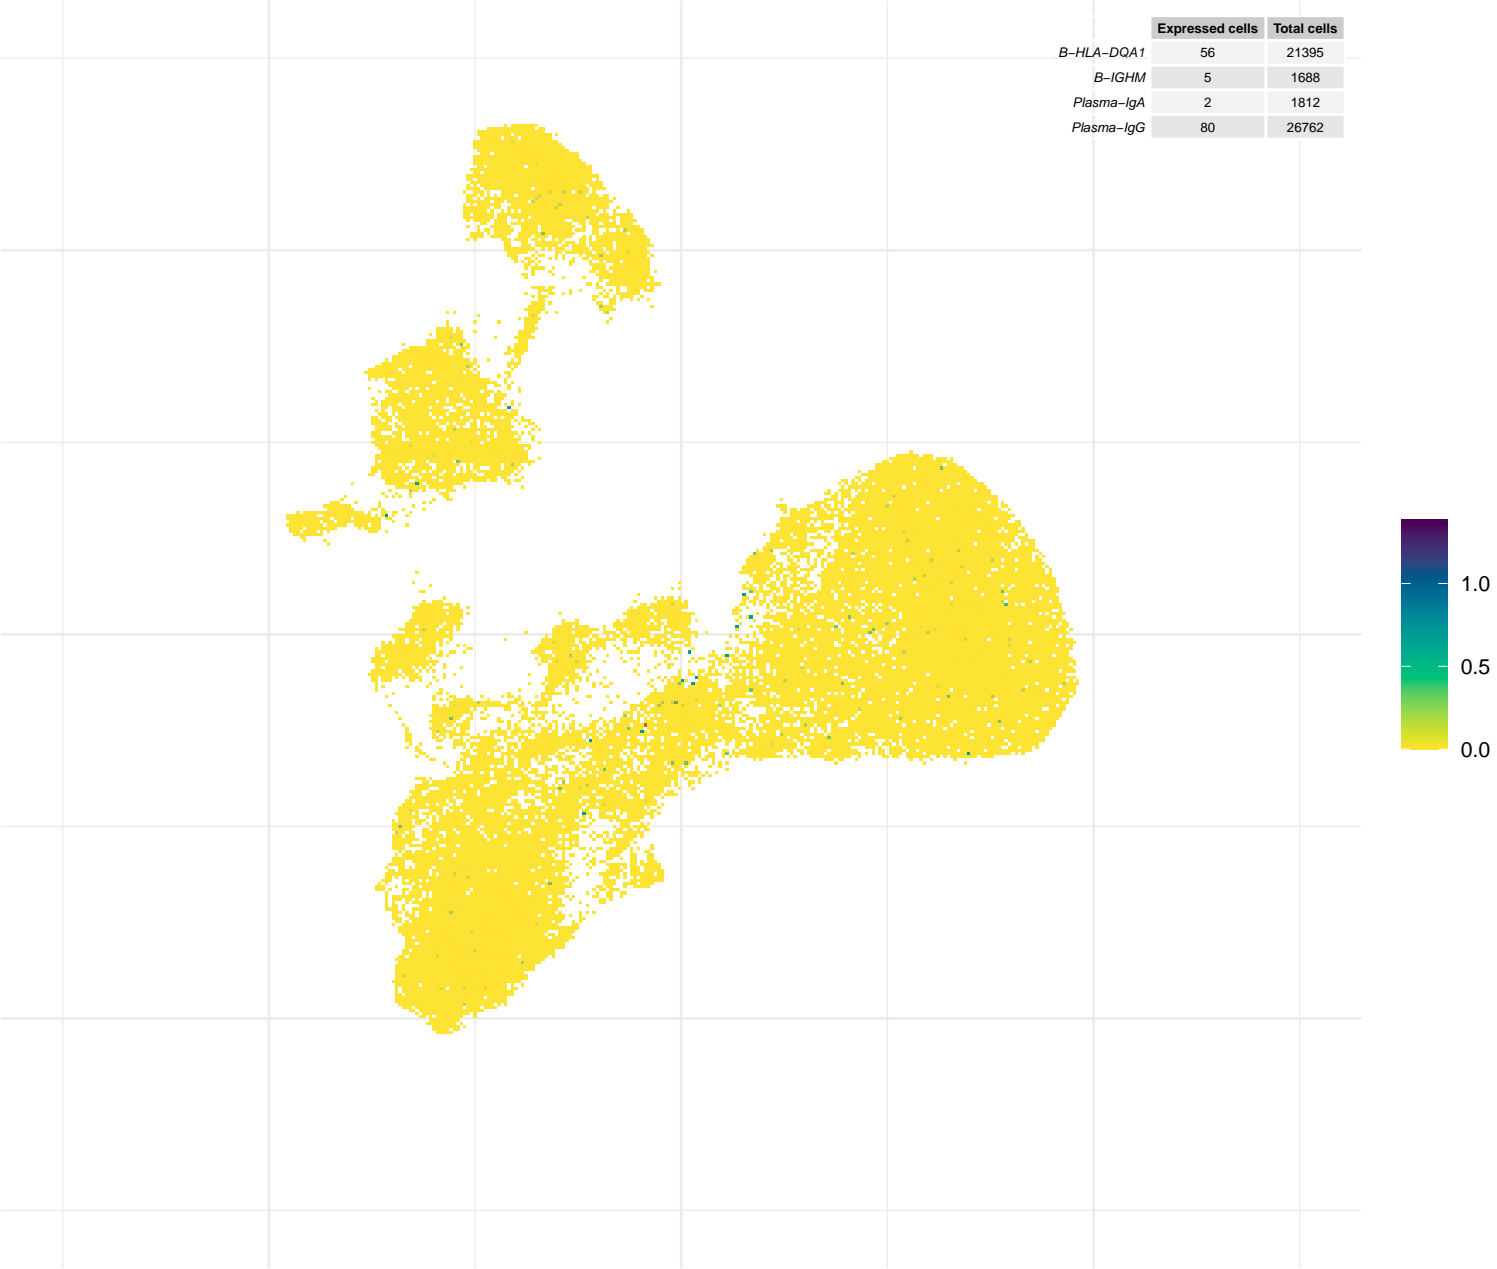 Expressed cells Total cells
B−HLA−DQA1 56 21395
B−IGHM 5 1688
Plasma−IgA 2 1812
Plasma−IgG 80 26762
1.0
0.5
0.0